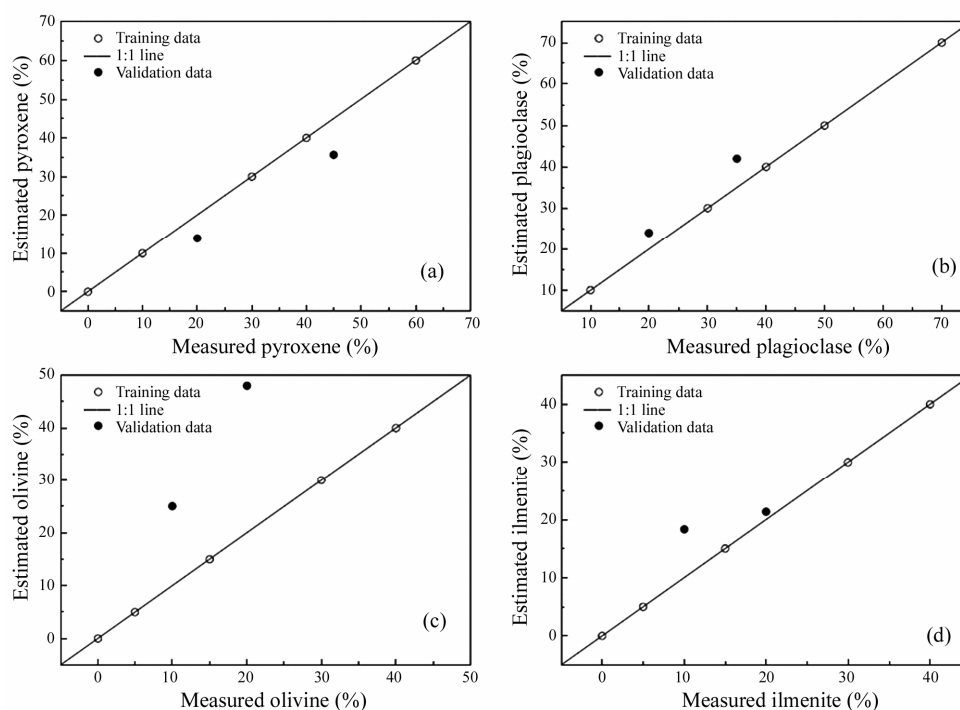 Training data
1:1 line
Validation data
70
60
50
40
30
20
10
0
Estimated pyroxene (%)
(a)
0 10 20 30 40 50 60 70
Measured pyroxene (%)
Training data
1:1 line
Validation data
70
60
50
40
30
20
10
Estimated plagioclase (%)
(b)
10 20 30 40 50 60 70
Measured plagioclase (%)
Training data
1:1 line
Validation data
50
40
30
20
10
0
Estimated olivine (%)
(c)
0 10 20 30 40 50
Measured olivine (%)
Training data
1:1 line
Validation data
40
30
20
10
0
Estimated ilmenite (%)
(d)
0 10 20 30 40
Measured ilmenite (%)